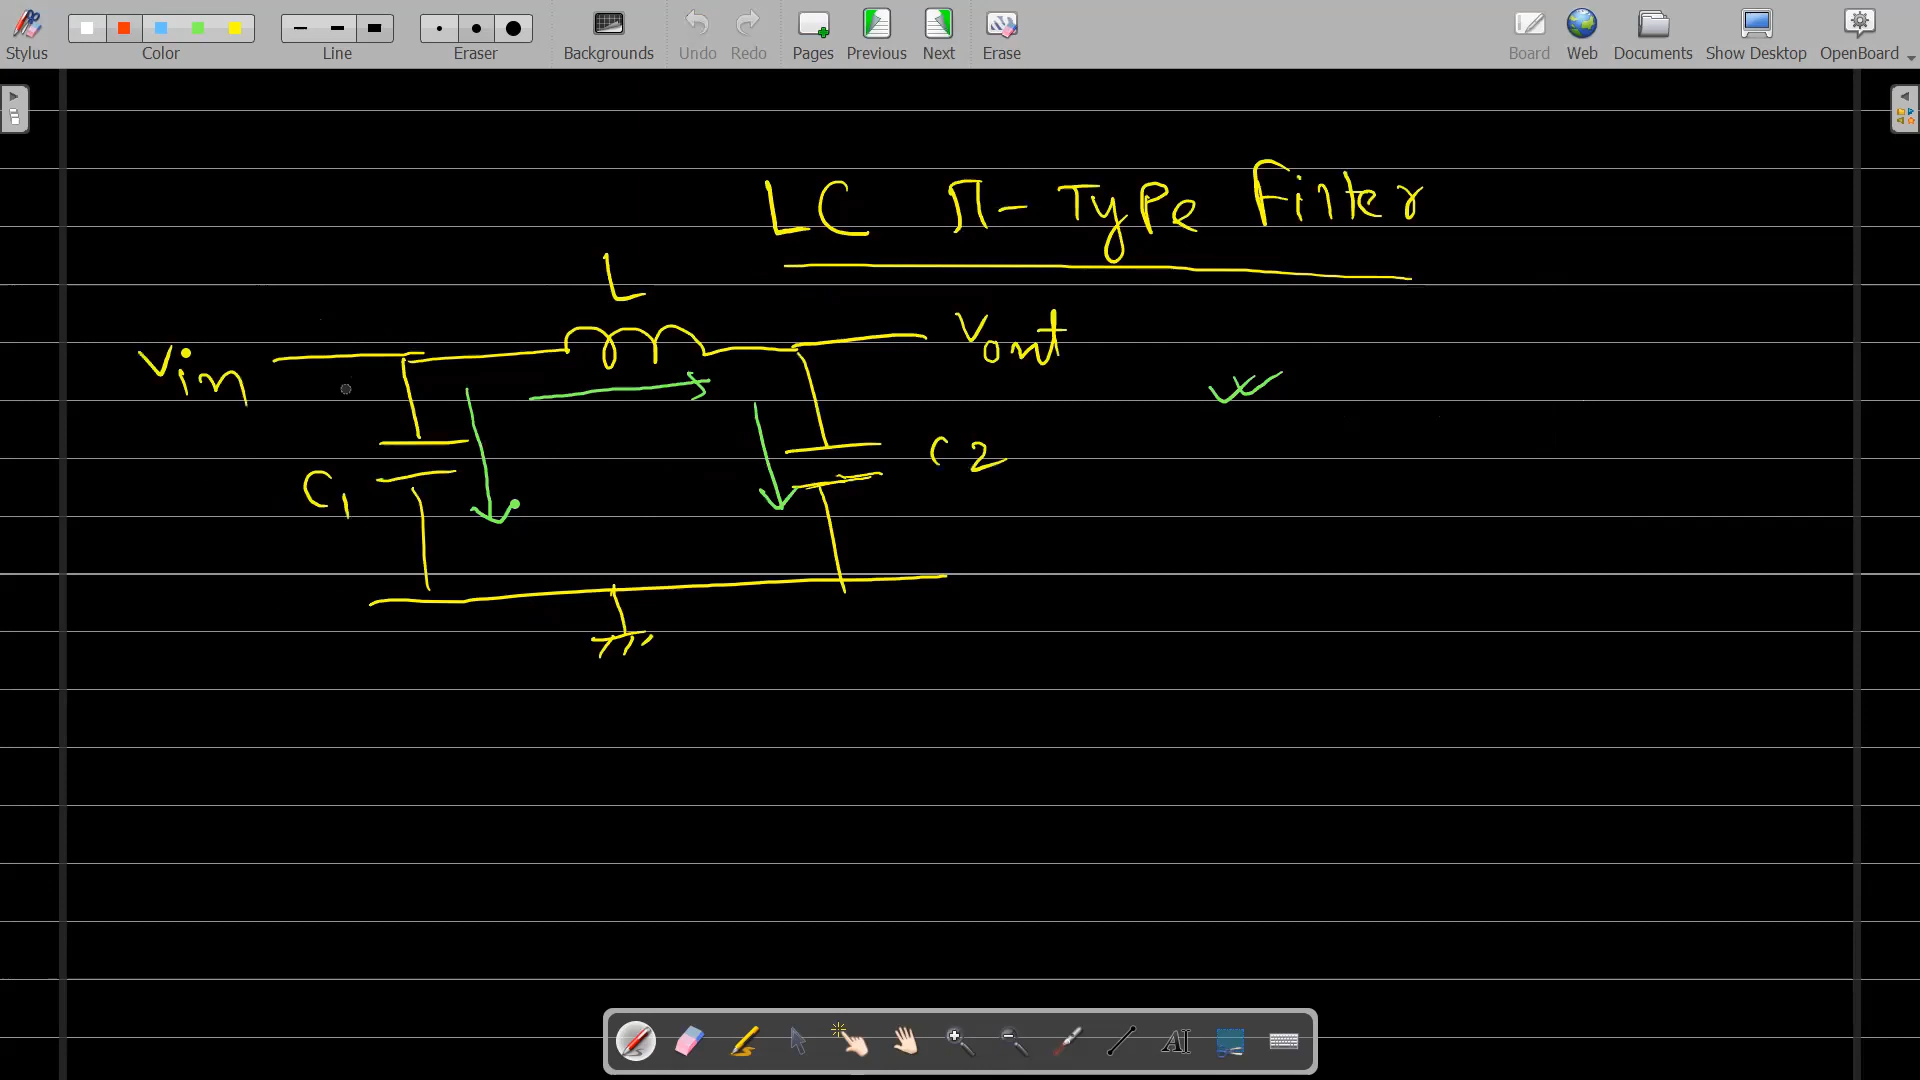 Stylus Color Line Eraser Backgrounds Undo Redo Pages Previous Next Erase Board Web Documents Show Desktop OpenBoard
LC π-Type Filter
L
Vin
Vout
C1
C2
AI